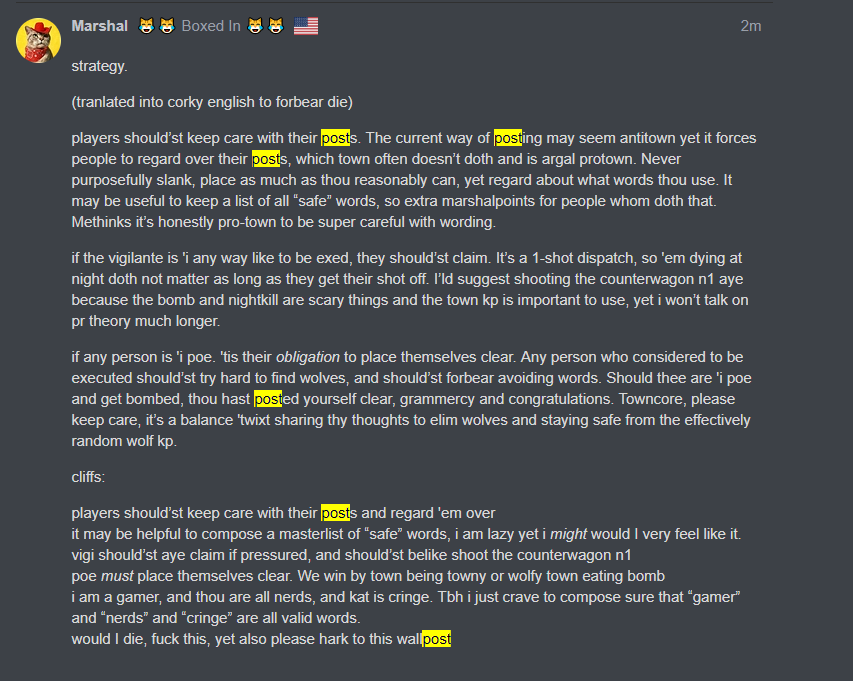 Marshal 😼😼 Boxed In 😼😼 🇺🇸 2m
strategy.
(tranlated into corky english to forbear die)
players should’st keep care with their posts. The current way of posting may seem antitown yet it forces
people to regard over their posts, which town often doesn’t doth and is argal protown. Never
purposefully slank, place as much as thou reasonably can, yet regard about what words thou use. It
may be useful to keep a list of all “safe” words, so extra marshalpoints for people whom doth that.
Methinks it’s honestly pro-town to be super careful with wording.
if the vigilante is 'i any way like to be exed, they should’st claim. It’s a 1-shot dispatch, so 'em dying at
night doth not matter as long as they get their shot off. I’ld suggest shooting the counterwagon n1 aye
because the bomb and nightkill are scary things and the town kp is important to use, yet i won’t talk on
pr theory much longer.
if any person is 'i poe. 'tis their obligation to place themselves clear. Any person who considered to be
executed should’st try hard to find wolves, and should’st forbear avoiding words. Should thee are 'i poe
and get bombed, thou hast posted yourself clear, grammercy and congratulations. Towncore, please
keep care, it’s a balance 'twixt sharing thy thoughts to elim wolves and staying safe from the effectively
random wolf kp.
cliffs:
players should’st keep care with their posts and regard 'em over
it may be helpful to compose a masterlist of “safe” words, i am lazy yet i might would I very feel like it.
vigi should’st aye claim if pressured, and should’st belike shoot the counterwagon n1
poe must place themselves clear. We win by town being towny or wolfy town eating bomb
i am a gamer, and thou are all nerds, and kat is cringe. Tbh i just crave to compose sure that “gamer”
and “nerds” and “cringe” are all valid words.
would I die, fuck this, yet also please hark to this wallpost